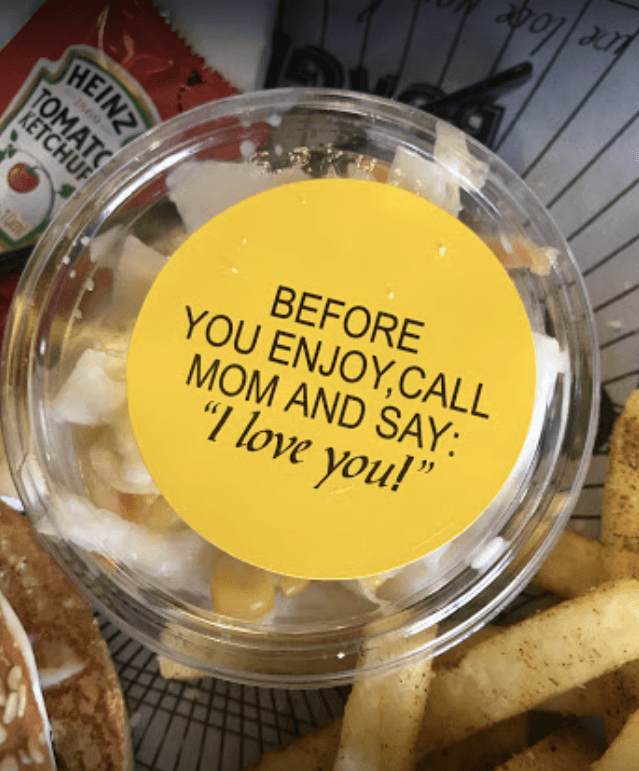 HEINZ
TOMATO
KETCHUP
BEFORE
YOU ENJOY,CALL
MOM AND SAY:
"I love you!"